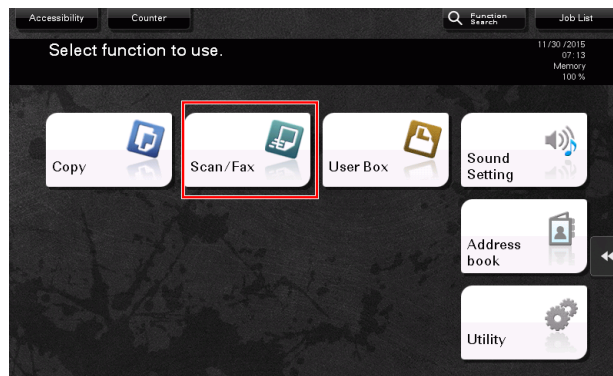 Accessibility
Counter
Function Search
Job List
Select function to use.
11/30 /2015
07:13
Memory
100 %
Copy
Scan/Fax
User Box
Sound
Setting
Address
book
Utility